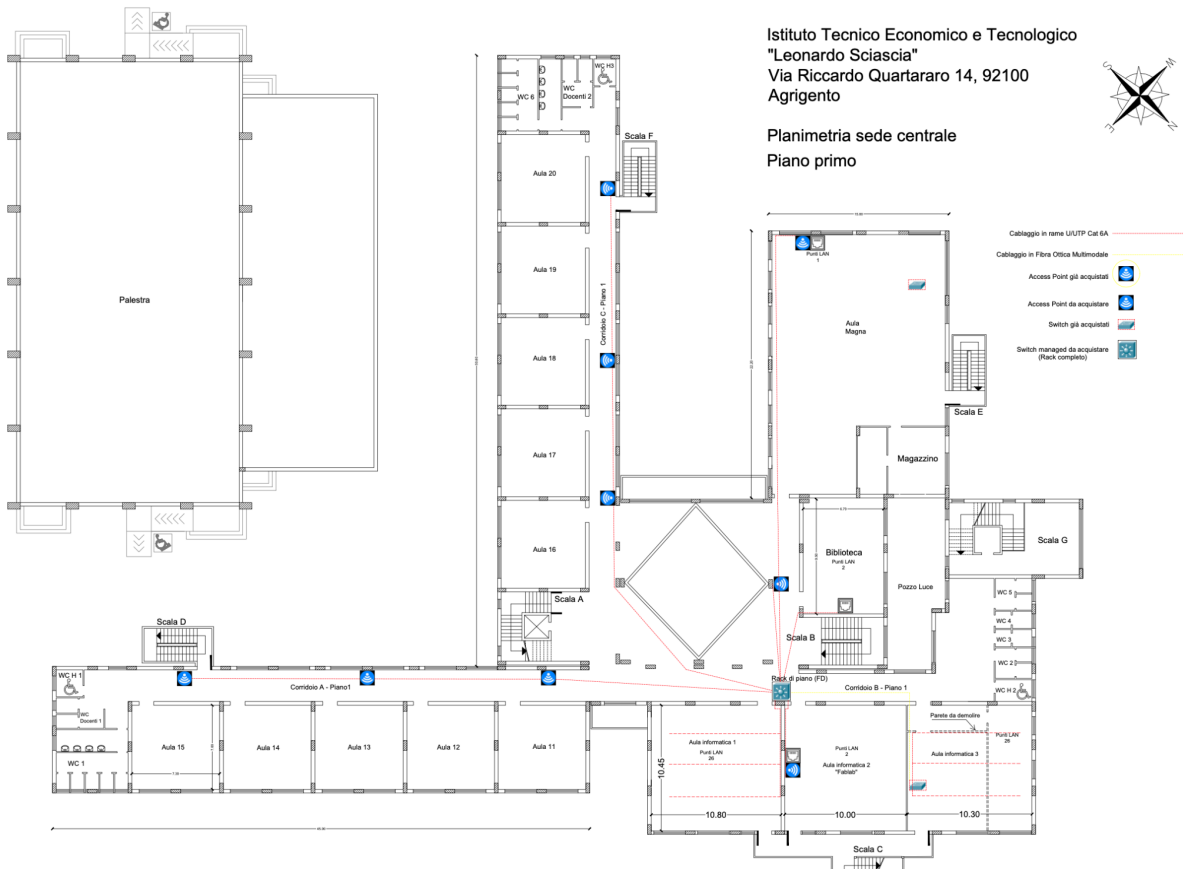 Istituto Tecnico Economico e Tecnologico
"Leonardo Sciascia"
Via Riccardo Quartararo 14, 92100
Agrigento
Planimetria sede centrale
Piano primo
S
W
E
N
Cablaggio in rame U/UTP Cat 6A
Cablaggio in Fibra Ottica Multimodale
Access Point già acquistati
Access Point da acquistare
Switch già acquistati
Switch managed da acquistare
(Rack completo)
Palestra
WC 6
WC
Docenti 2
WC H3
Scala F
Aula 20
Aula 19
Corridoio C - Piano 1
Aula 18
Aula 17
Aula 16
Scala A
Punti LAN
1
Aula
Magna
Scala E
Magazzino
Biblioteca
Punti LAN
2
Scala G
Pozzo Luce
Scala B
WC 5
WC 4
WC 3
WC 2
WC H 2
Scala D
WC H 1
Corridoio A - Piano1
Rack di piano (FD)
Corridoio B - Piano 1
WC
Docenti 1
WC 1
Aula 15
Aula 14
Aula 13
Aula 12
Aula 11
Aula informatica 1
Punti LAN
26
10.45
10.80
Punti LAN
2
Aula informatica 2
"Fablab"
10.00
Parete da demolire
Aula informatica 3
Punti LAN
26
10.30
Scala C